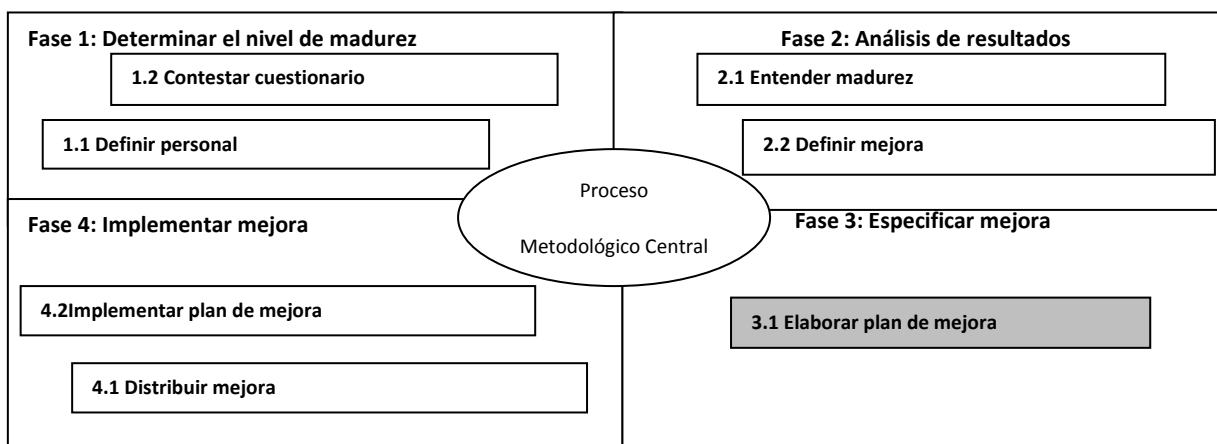 Fase 1: Determinar el nivel de madurez
1.2 Contestar cuestionario
1.1 Definir personal
Fase 2: Análisis de resultados
2.1 Entender madurez
2.2 Definir mejora
Proceso
Metodológico Central
Fase 4: Implementar mejora
4.2Implementar plan de mejora
4.1 Distribuir mejora
Fase 3: Especificar mejora
3.1 Elaborar plan de mejora